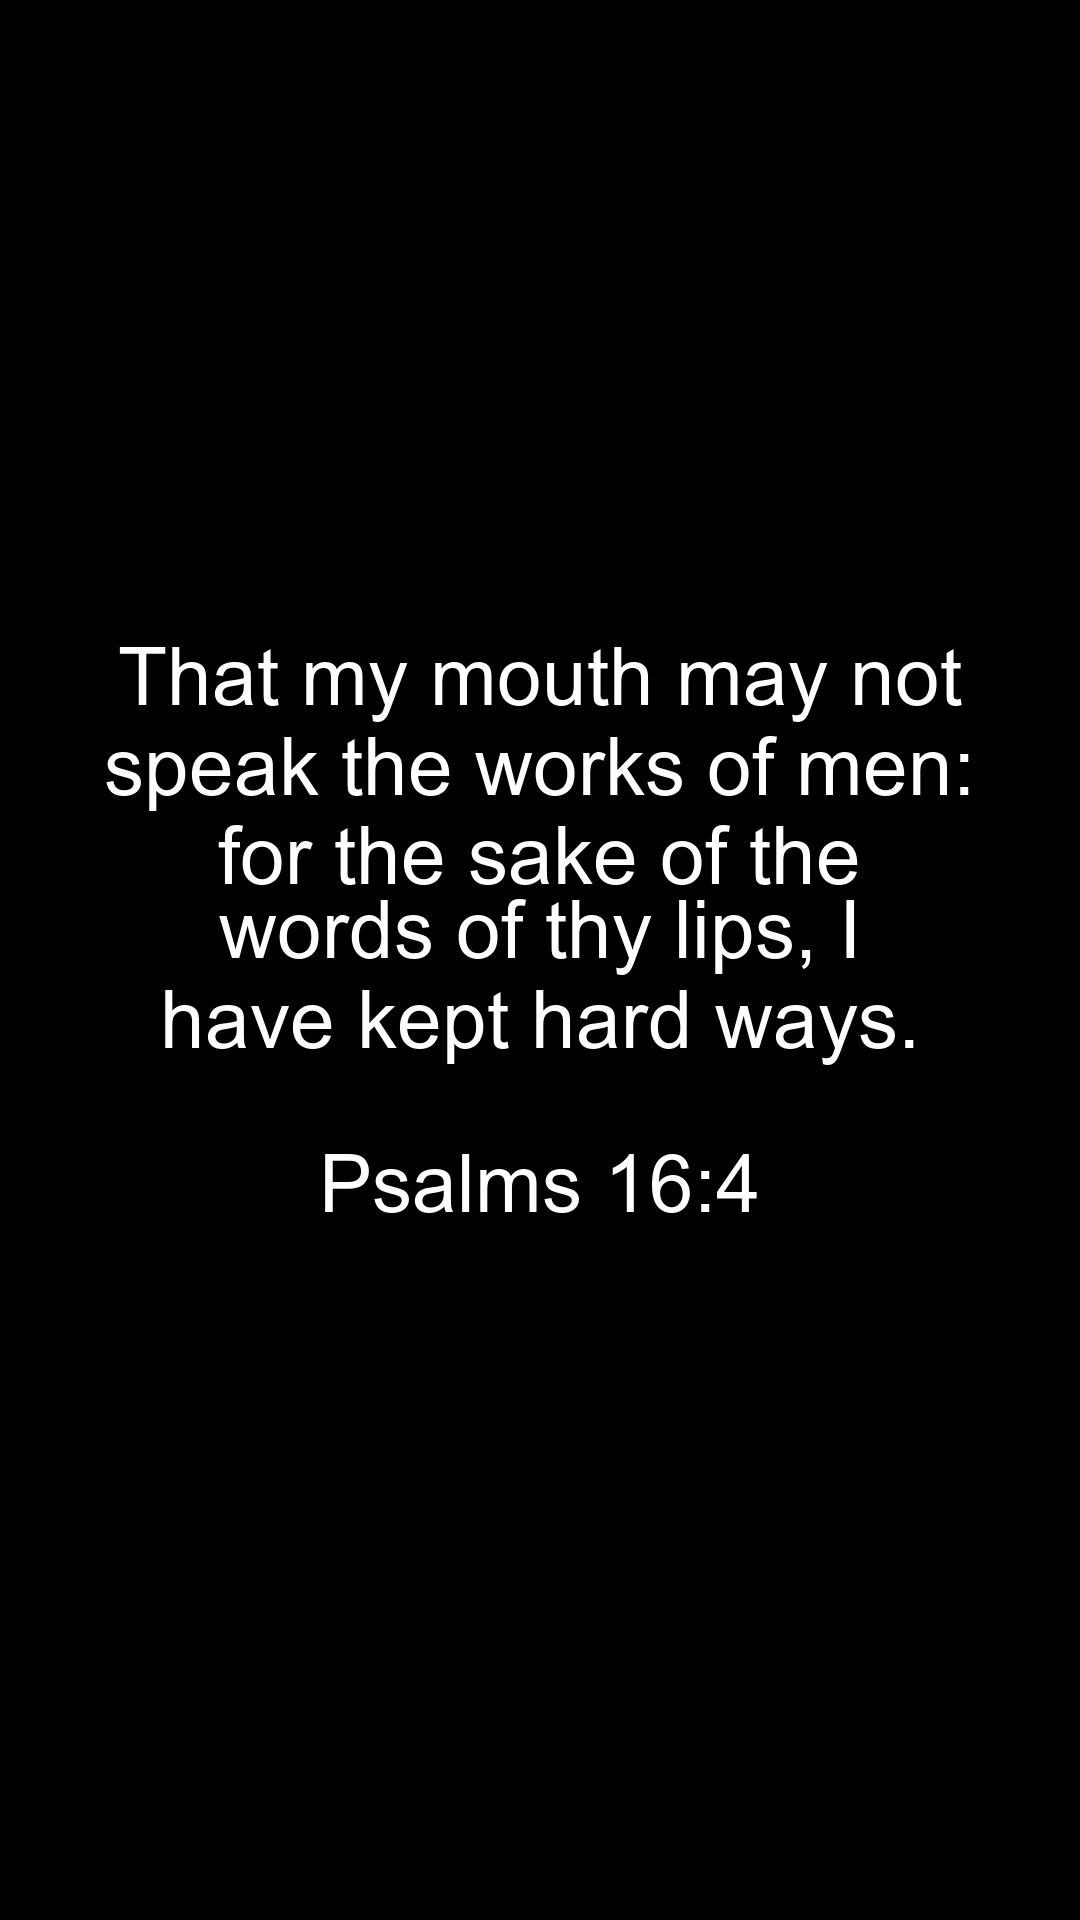 That my mouth may not
speak the works of men:
for the sake of the
words of thy lips, I
have kept hard ways.
Psalms 16:4